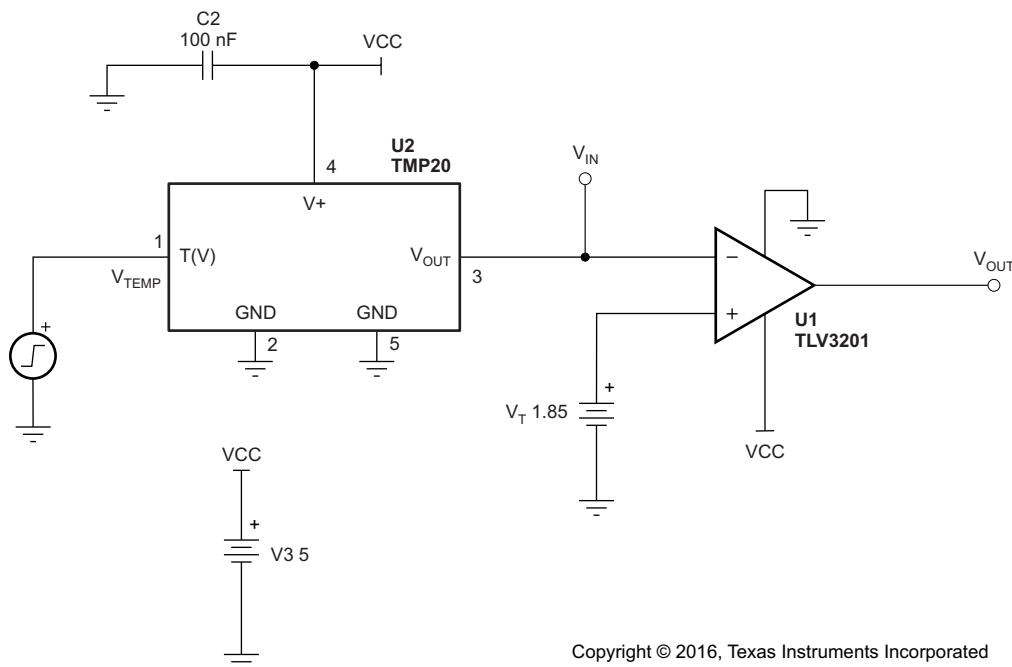 C2
100 nF
VCC
U2
TMP20
4
V+
V_IN
1
T(V)
V_TEMP
V_OUT
3
GND
GND
2
5
−
+
U1
TLV3201
V_OUT
+
+
V_T 1.85
VCC
VCC
+
V3 5
Copyright © 2016, Texas Instruments Incorporated